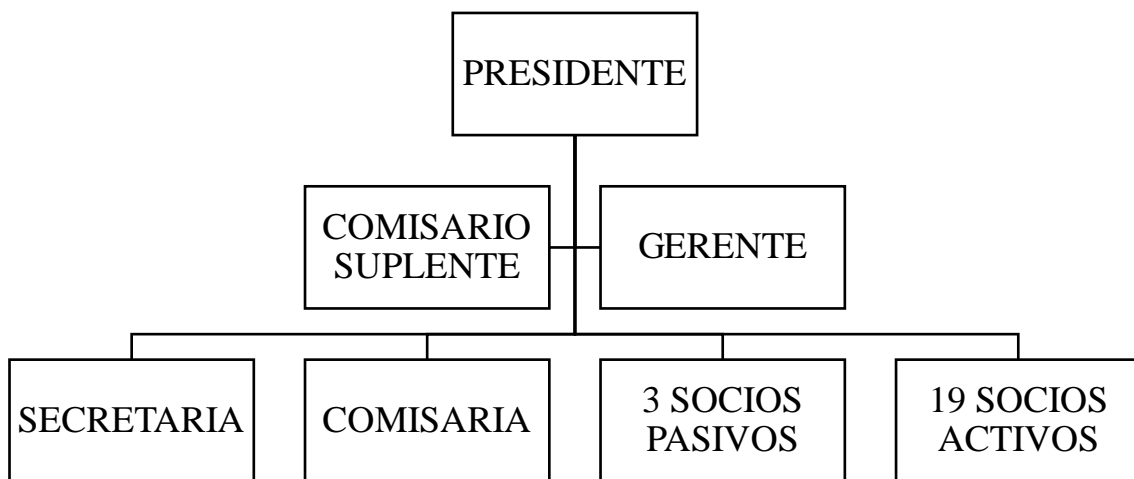 PRESIDENTE
COMISARIO
SUPLENTE
GERENTE
SECRETARIA
COMISARIA
3 SOCIOS
PASIVOS
19 SOCIOS
ACTIVOS